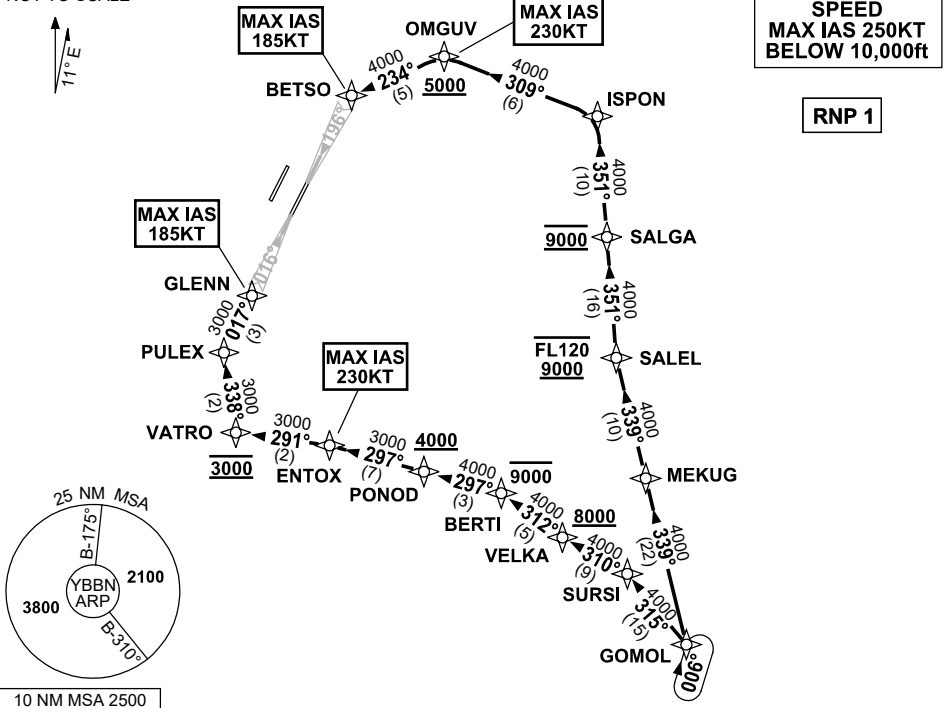 11° E
MAX IAS
185KT
OMGUV
MAX IAS
230KT
SPEED
MAX IAS 250KT
BELOW 10,000ft
RNP 1
BETSO
4000
234°
(5)
5000
4000
309°
(6)
ISPON
196°
4000
351°
(10)
MAX IAS
185KT
9000
SALGA
016°
GLENN
4000
351°
(16)
3000
017°
(3)
PULEX
MAX IAS
230KT
FL120
9000
SALEL
3000
338°
(2)
VATRO
3000
3000
291°
(2)
ENTOX
3000
297°
(7)
4000
PONOD
4000
297°
(3)
9000
BERTI
4000
339°
(10)
MEKUG
4000
312°
(5)
8000
VELKA
4000
310°
(9)
SURSI
4000
339°
(22)
4000
315°
(15)
GOMOL
006°
25 NM MSA
B-175°
2100
YBBN
ARP
3800
B-310°
10 NM MSA 2500